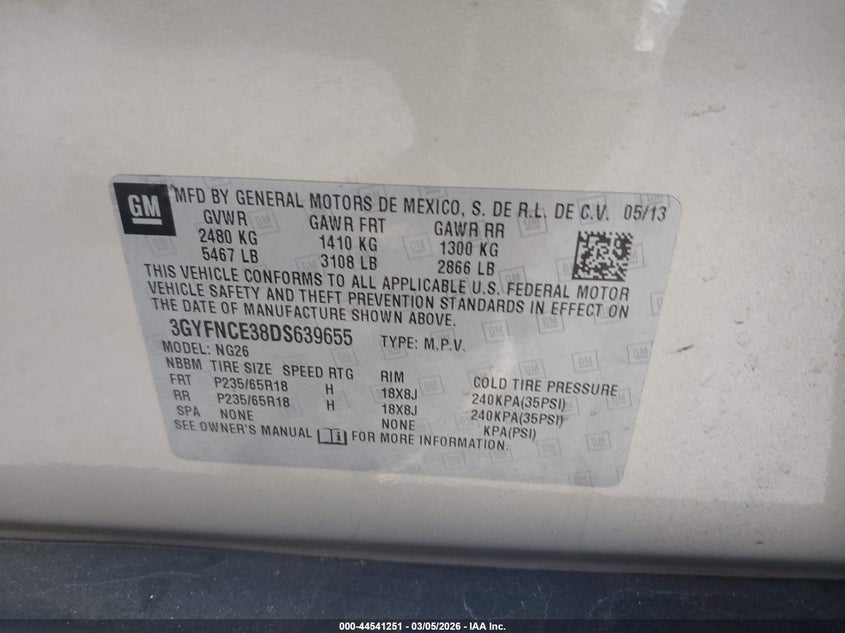 GM
MFD BY GENERAL MOTORS DE MEXICO, S. DE R.L. DE C.V. 05/13
GVWR GAWR FRT GAWR RR
2480 KG 1410 KG 1300 KG
5467 LB 3108 LB 2866 LB
THIS VEHICLE CONFORMS TO ALL APPLICABLE U.S. FEDERAL MOTOR
VEHICLE SAFETY AND THEFT PREVENTION STANDARDS IN EFFECT ON
THE DATE OF MANUFACTURE SHOWN ABOVE.
3GYFNCE38DS639655 TYPE: M.P.V.
MODEL: NG26
NBBM TIRE SIZE SPEED RTG RIM COLD TIRE PRESSURE
FRT P235/65R18 H 18X8J 240KPA(35PSI)
RR P235/65R18 H 18X8J 240KPA(35PSI)
SPA NONE NONE KPA(PSI)
SEE OWNER'S MANUAL FOR MORE INFORMATION.
000-44541251 - 03/05/2026 - IAA Inc.